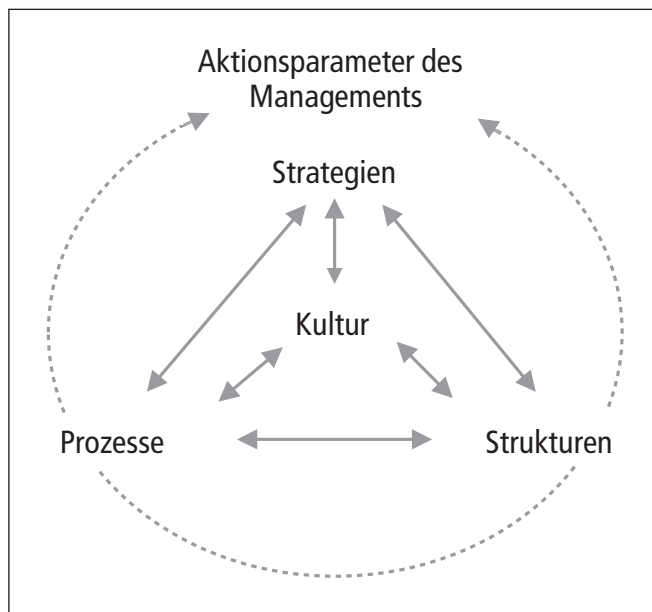 Aktionsparameter des
Managements
Strategien
Kultur
Prozesse
Strukturen